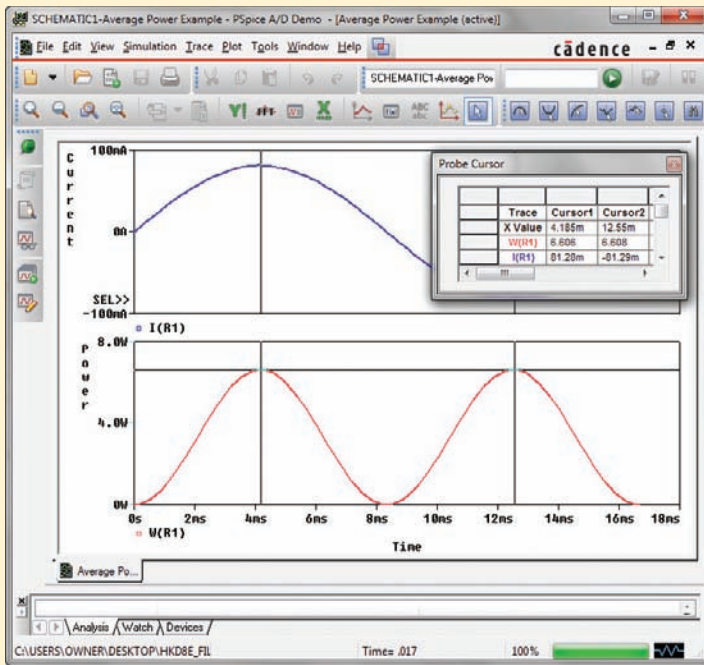 SCHEMATIC1-Average Power Example - PSpice A/D Demo - [Average Power Example (active)]
File Edit View Simulation Trace Plot Tools Window Help
cādence
SCHEMATIC1-Average Pow
Current
100mA
0A
SEL>>
-100mA
I(R1)
Probe Cursor
Trace Cursor1 Cursor2
X Value 4.185m 12.55m
W(R1) 6.606 6.608
I(R1) 81.28m -81.29m
Power
8.0W
4.0W
0W
0s 2ms 4ms 6ms 8ms 10ms 12ms 14ms 16ms 18ms
W(R1)
Time
Average Po...
Analysis Watch Devices
C:\USERS\OWNER\DESKTOP\HKD8E_FIL Time= .017 100%